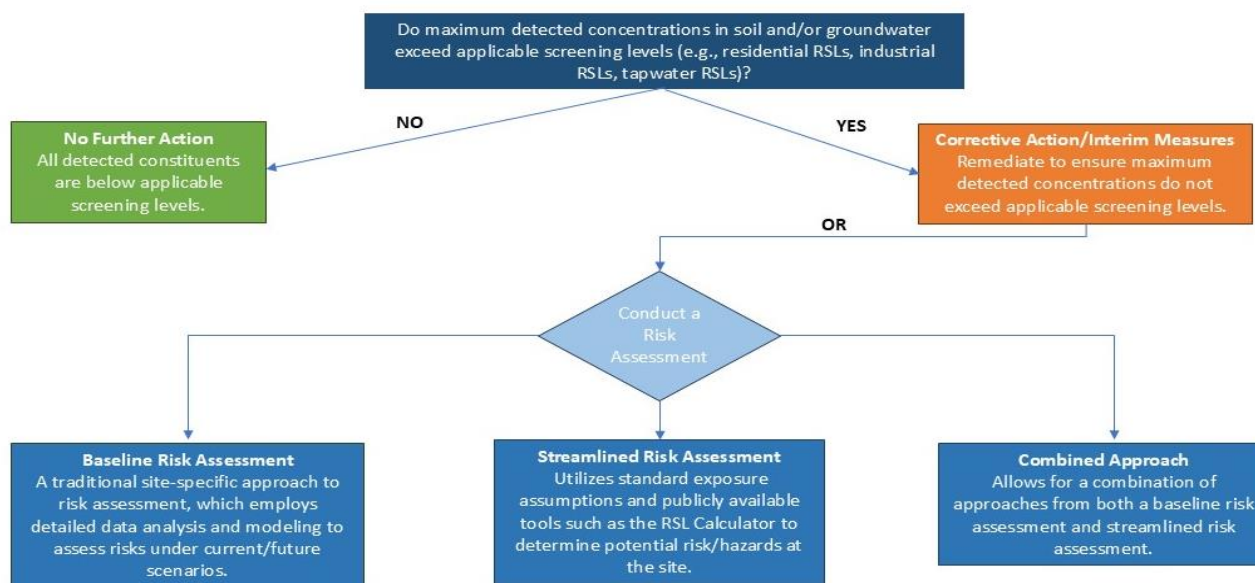 Do maximum detected concentrations in soil and/or groundwater
exceed applicable screening levels (e.g., residential RSLs, industrial
RSLs, tapwater RSLs)?
NO
YES
No Further Action
All detected constituents
are below applicable
screening levels.
Corrective Action/Interim Measures
Remediate to ensure maximum
detected concentrations do not
exceed applicable screening levels.
OR
Conduct a
Risk
Assessment
Baseline Risk Assessment
A traditional site-specific approach to
risk assessment, which employs
detailed data analysis and modeling to
assess risks under current/future
scenarios.
Streamlined Risk Assessment
Utilizes standard exposure
assumptions and publicly available
tools such as the RSL Calculator to
determine potential risk/hazards at
the site.
Combined Approach
Allows for a combination of
approaches from both a baseline risk
assessment and streamlined risk
assessment.